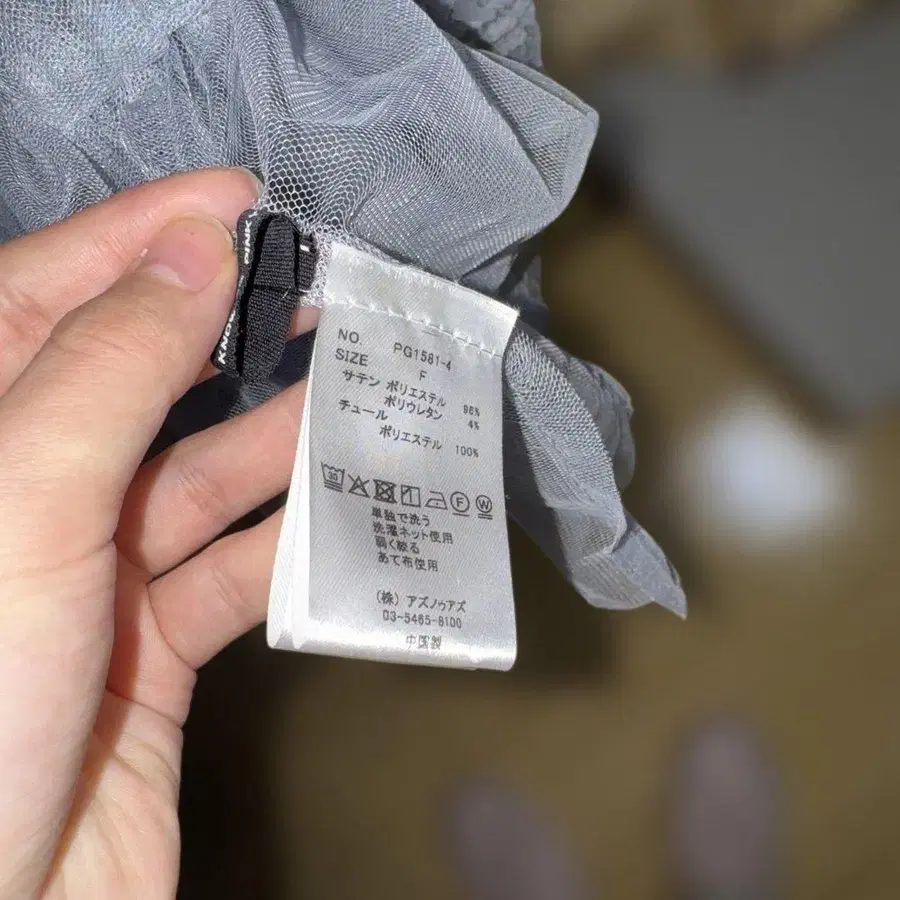 NO. PG1581-4
SIZE F
サテン ポリエステル 96%
ポリウレタン 4%
チュール
ポリエステル 100%
30 F W
単独で洗う
洗濯ネット使用
弱く絞る
あて布使用
(株) アズノゥアズ
03-5465-8100
中国製
PINK